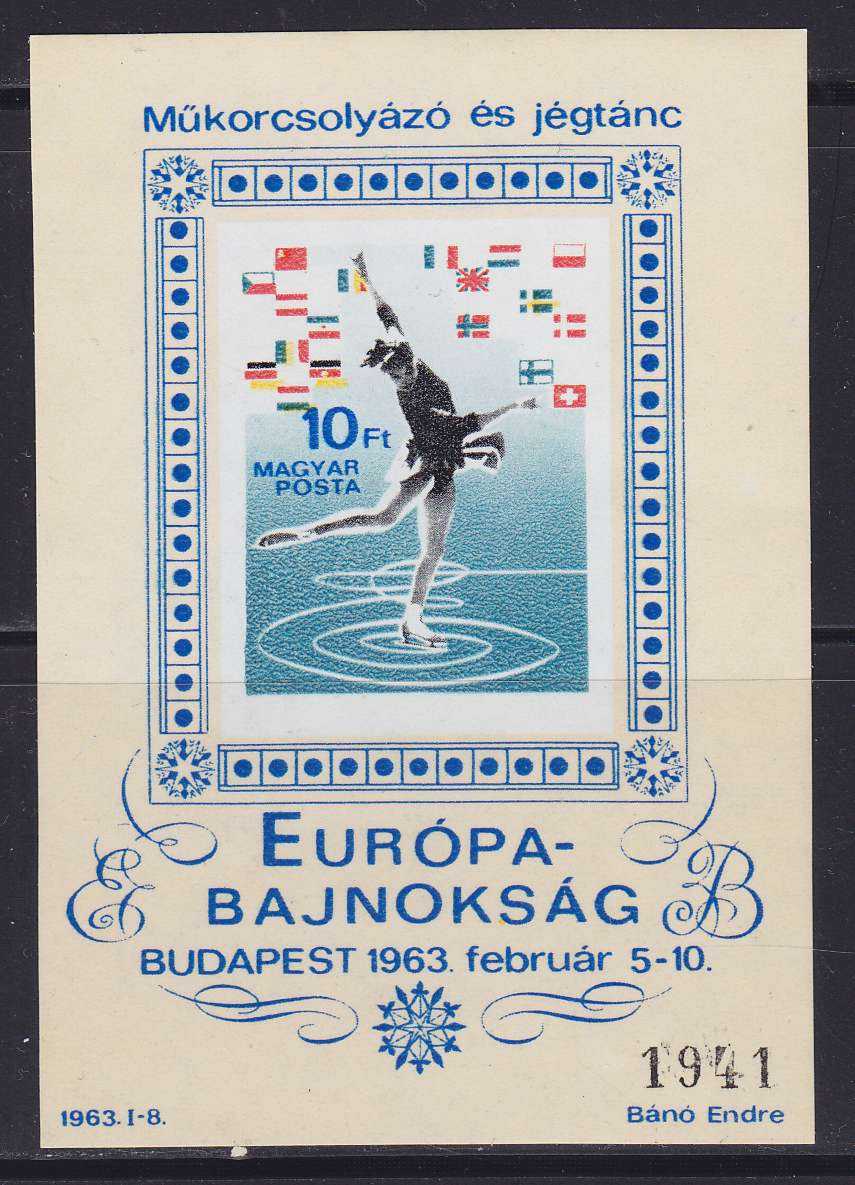 Műkorcsolyázó és jégtánc
10 Ft
MAGYAR
POSTA
EURÓPA-
BAJNOKSÁG
E B
BUDAPEST 1963. február 5-10.
1941
1963. I-8.
Bánó Endre